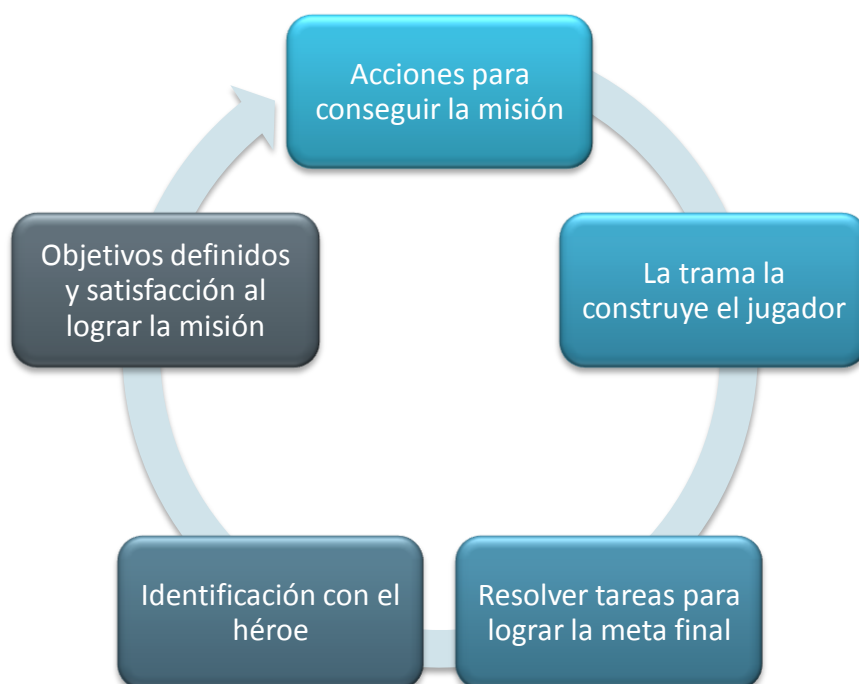 Acciones para
conseguir la misión
La trama la
construye el jugador
Resolver tareas para
lograr la meta final
Identificación con el
héroe
Objetivos definidos
y satisfacción al
lograr la misión